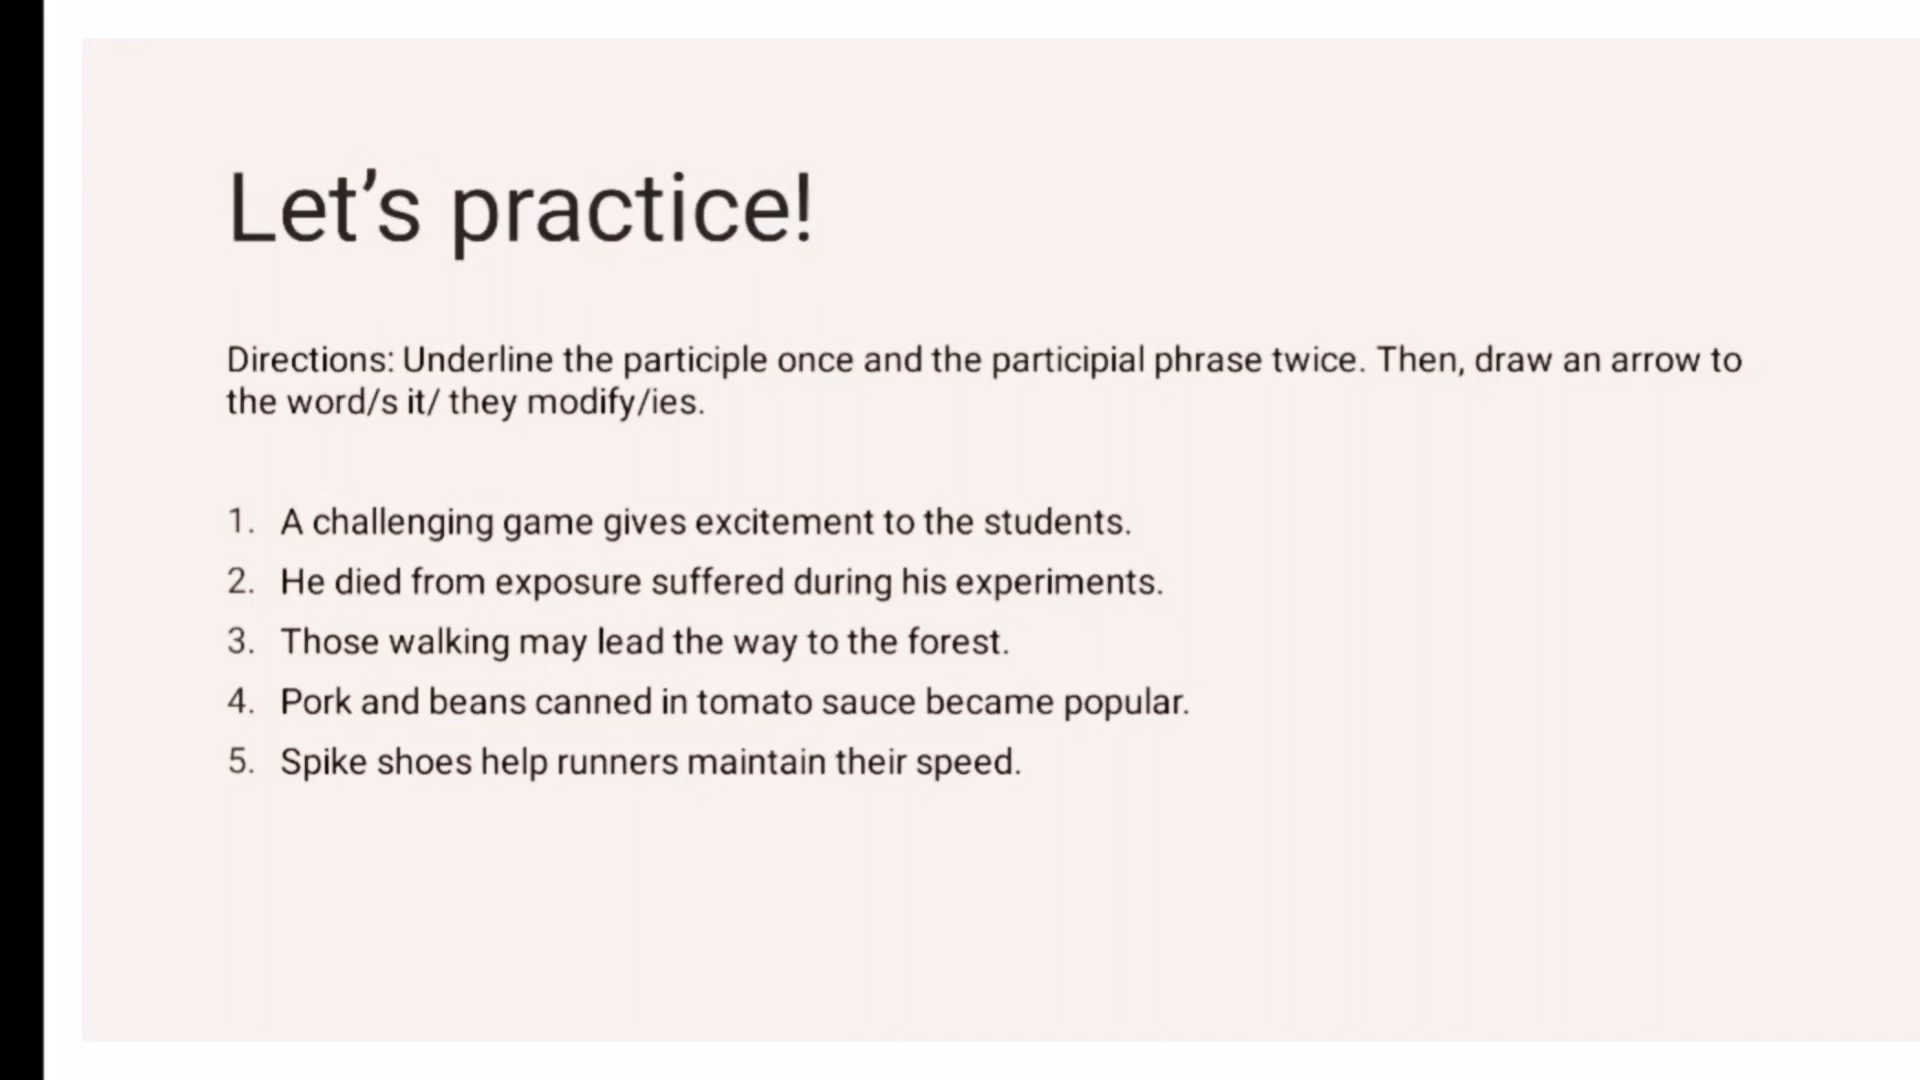 Let’s practice!
Directions: Underline the participle once and the participial phrase twice. Then, draw an arrow to
the word/s it/ they modify/ies.
1. A challenging game gives excitement to the students.
2. He died from exposure suffered during his experiments.
3. Those walking may lead the way to the forest.
4. Pork and beans canned in tomato sauce became popular.
5. Spike shoes help runners maintain their speed.